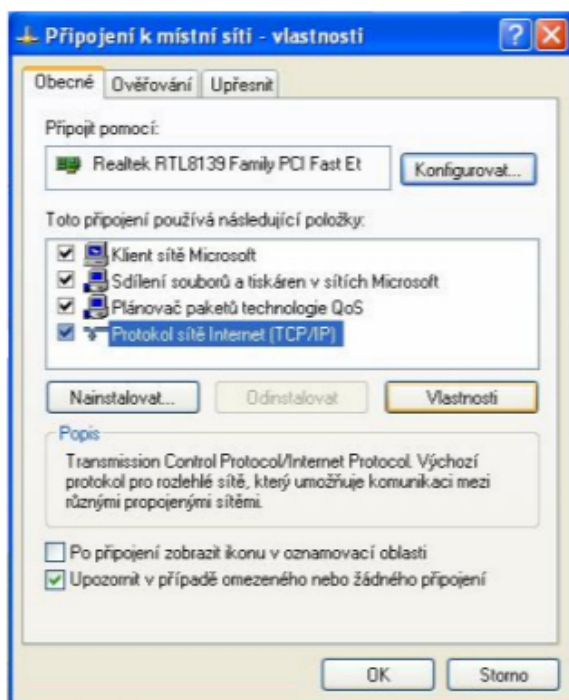 Připojení k místní síti - vlastnosti
Obecné Ověřování Upřesnit
Připojit pomocí:
Realtek RTL8139 Family PCI Fast Et
Konfigurovat...
Toto připojení používá následující položky:
Klient sítě Microsoft
Sdílení souborů a tiskáren v sítích Microsoft
Plánovač paketů technologie QoS
Protokol sítě Internet (TCP/IP)
Nainstalovat... Odinstalovat Vlastnosti
Popis
Transmission Control Protocol/Internet Protocol. Výchozí
protokol pro rozlehlé sítě, který umožňuje komunikaci mezi
různými propojenými sítěmi.
Po připojení zobrazit ikonu v oznamovací oblasti
Upozornit v případě omezeného nebo žádného připojení
OK Storno